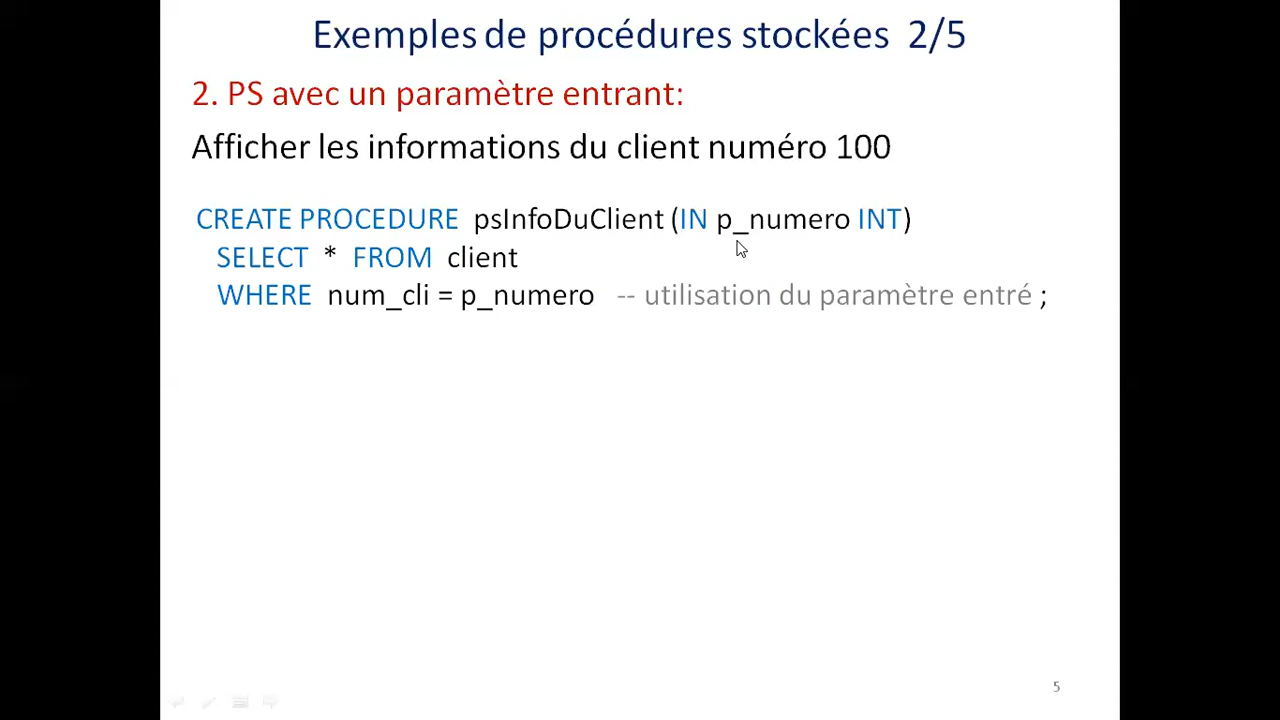 Exemples de procédures stockées 2/5
2. PS avec un paramètre entrant:
Afficher les informations du client numéro 100
CREATE PROCEDURE psInfoDuClient (IN p_numero INT)
SELECT * FROM client
WHERE num_cli = p_numero -- utilisation du paramètre entré ;
5